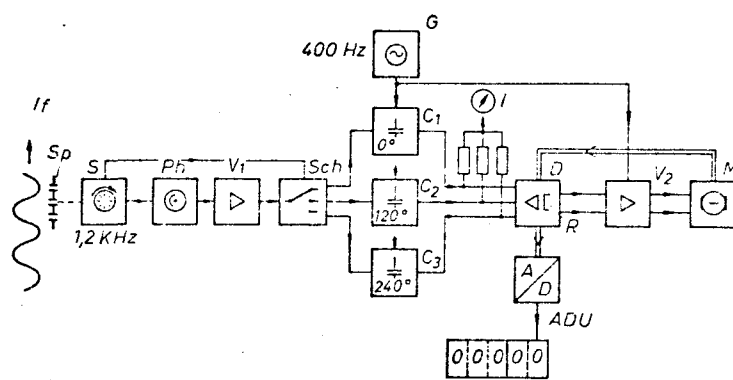 G
400 Hz
If
Sp
S
Ph
V1
Sch
C1
0°
I
1,2 KHz
C2
120°
C3
240°
D
R
V2
M
A
D
ADU
0 0 0 0 0